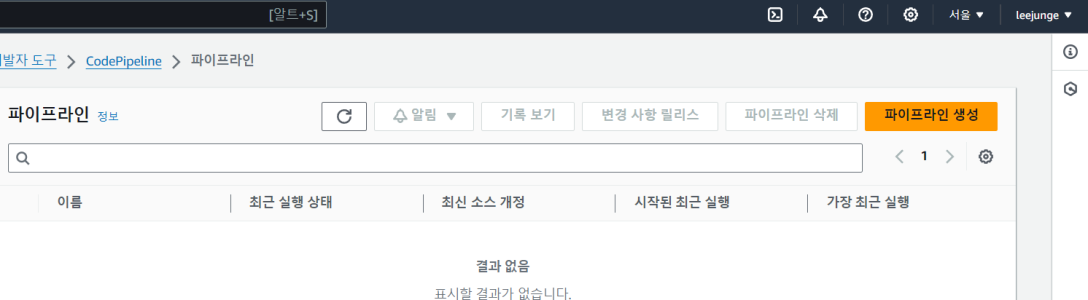 [알트+S] 서울 leejunge
발자 도구 CodePipeline 파이프라인
파이프라인 정보 알림 기록 보기 변경 사항 릴리스 파이프라인 삭제 파이프라인 생성
1
이름 최근 실행 상태 최신 소스 개정 시작된 최근 실행 가장 최근 실행
결과 없음
표시할 결과가 없습니다.